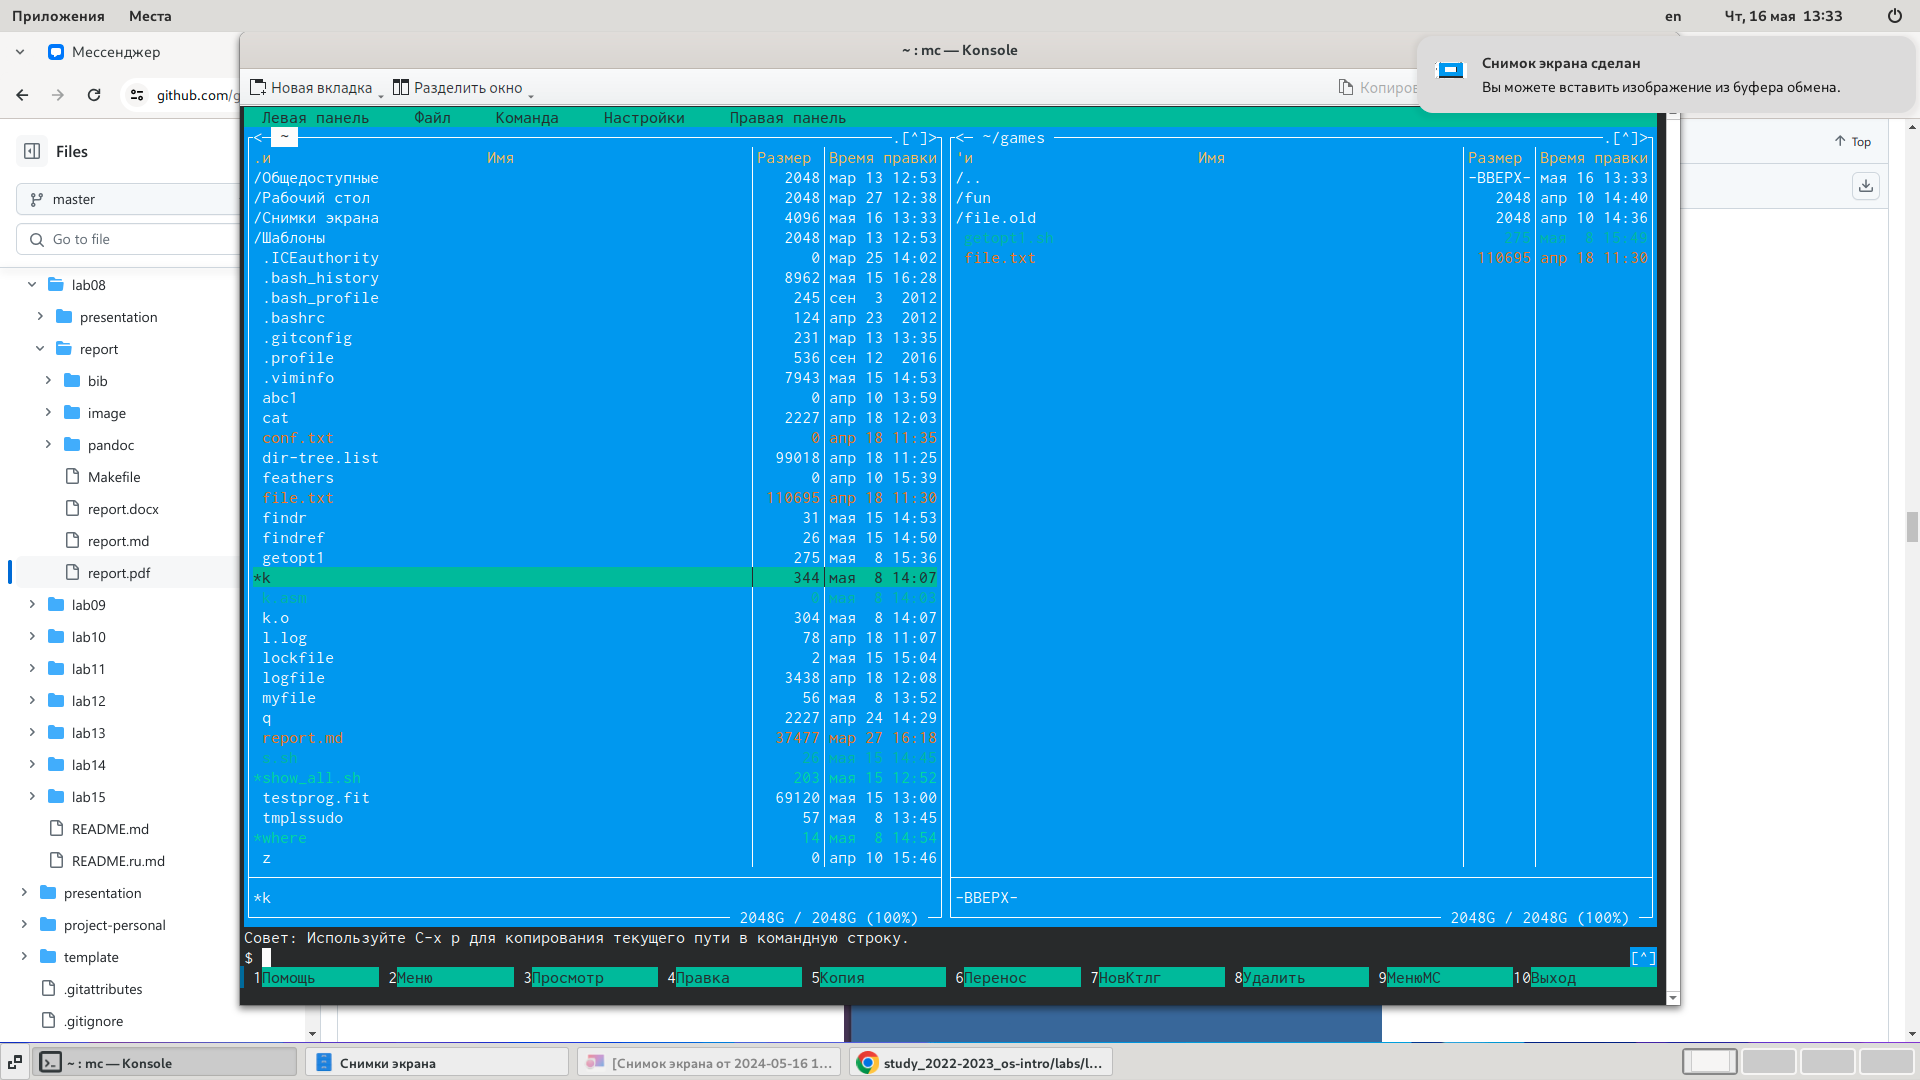 Приложения Места en Чт, 16 мая 13:33
Мессенджер
~ : mc — Konsole
Снимок экрана сделан
Вы можете вставить изображение из буфера обмена.
github.com/g
Новая вкладка Разделить окно Копиров
Левая панель Файл Команда Настройки Правая панель
<— ~ .[^]> <— ~/games .[^]>
.и Имя Размер Время правки 'и Имя Размер Время правки
/Общедоступные 2048 мар 13 12:53 /.. -ВВЕРХ- мая 16 13:33
/Рабочий стол 2048 мар 27 12:38 /fun 2048 апр 10 14:40
/Снимки экрана 4096 мая 16 13:33 /file.old 2048 апр 10 14:36
/Шаблоны 2048 мар 13 12:53 getopt1.sh 275 мая 8 15:49
.ICEauthority 0 мар 25 14:02 file.txt 110695 апр 18 11:30
.bash_history 8962 мая 15 16:28
.bash_profile 245 сен 3 2012
.bashrc 124 апр 23 2012
.gitconfig 231 мар 13 13:35
.profile 536 сен 12 2016
.viminfo 7943 мая 15 14:53
abc1 0 апр 10 13:59
cat 2227 апр 18 12:03
conf.txt 0 апр 18 11:35
dir-tree.list 99018 апр 18 11:25
feathers 0 апр 10 15:39
file.txt 110695 апр 18 11:30
findr 31 мая 15 14:53
findref 26 мая 15 14:50
getopt1 275 мая 8 15:36
*k 344 мая 8 14:07
k.asm 0 мая 8 14:03
k.o 304 мая 8 14:07
l.log 78 апр 18 11:07
lockfile 2 мая 15 15:04
logfile 3438 апр 18 12:08
myfile 56 мая 8 13:52
q 2227 апр 24 14:29
report.md 37477 мар 27 16:18
s.sh мая 15 14:45
*show_all.sh 203 мая 15 12:52
testprog.fit 69120 мая 15 13:00
tmplssudo 57 мая 8 13:45
*where 14 мая 8 14:54
z 0 апр 10 15:46
*k -ВВЕРХ-
2048G / 2048G (100%) 2048G / 2048G (100%)
Совет: Используйте C-x p для копирования текущего пути в командную строку.
$ [^]
1Помощь 2Меню 3Просмотр 4Правка 5Копия 6Перенос 7НовКтлг 8Удалить 9МенюMC 10Выход
Files
Top
master
Go to file
lab08
presentation
report
bib
image
pandoc
Makefile
report.docx
report.md
report.pdf
lab09
lab10
lab11
lab12
lab13
lab14
lab15
README.md
README.ru.md
presentation
project-personal
template
.gitattributes
.gitignore
~ : mc — Konsole Снимки экрана [Снимок экрана от 2024-05-16 1... study_2022-2023_os-intro/labs/l...